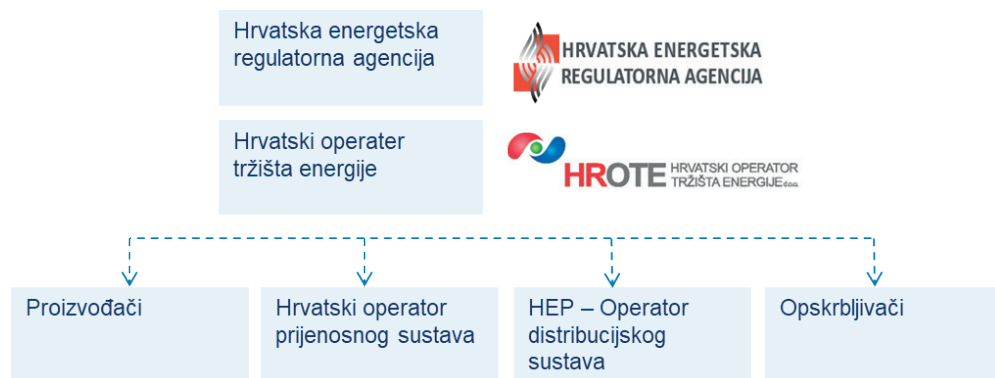 Hrvatska energetska
regulatorna agencija
HRVATSKA ENERGETSKA
REGULATORNA AGENCIJA
Hrvatski operater
tržišta energije
HROTE HRVATSKI OPERATOR
TRŽIŠTA ENERGIJE d.o.o.
Proizvođači
Hrvatski operator
prijenosnog sustava
HEP – Operator
distribucijskog
sustava
Opskrbljivači